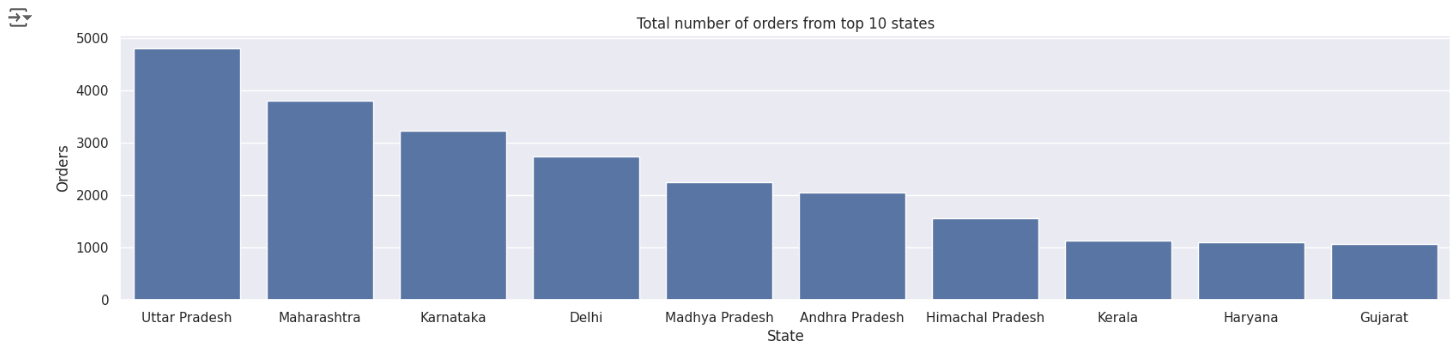 Total number of orders from top 10 states
5000
4000
3000
2000
1000
0
Orders
Uttar Pradesh Maharashtra Karnataka Delhi Madhya Pradesh Andhra Pradesh Himachal Pradesh Kerala Haryana Gujarat
State